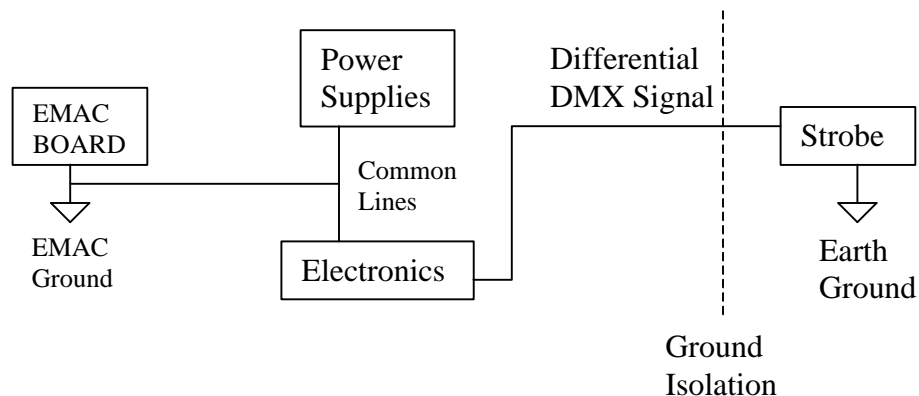 Power
Supplies
Differential
DMX Signal
EMAC
BOARD
Strobe
Common
Lines
EMAC
Ground
Electronics
Earth
Ground
Ground
Isolation